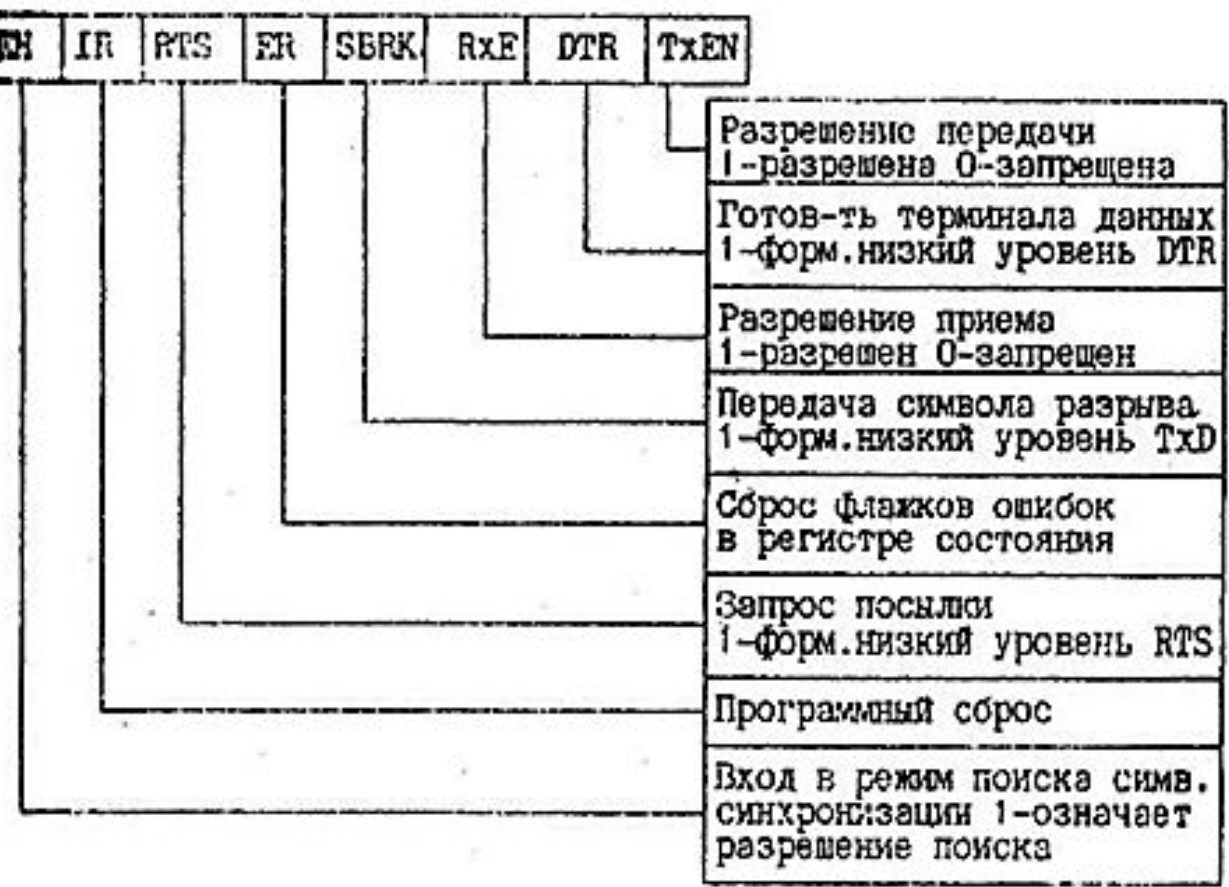 IR RTS ER SBRK RxE DTR TxEN
Разрешение передачи
1-разрешена 0-запрещена
Готов-ть терминала данных
1-форм.низкий уровень DTR
Разрешение приема
1-разрешен 0-запрещен
Передача символа разрыва
1-форм.низкий уровень TxD
Сброс флажков ошибок
в регистре состояния
Запрос посылки
1-форм.низкий уровень RTS
Программный сброс
Вход в режим поиска симв.
синхронизации 1-означает
разрешение поиска